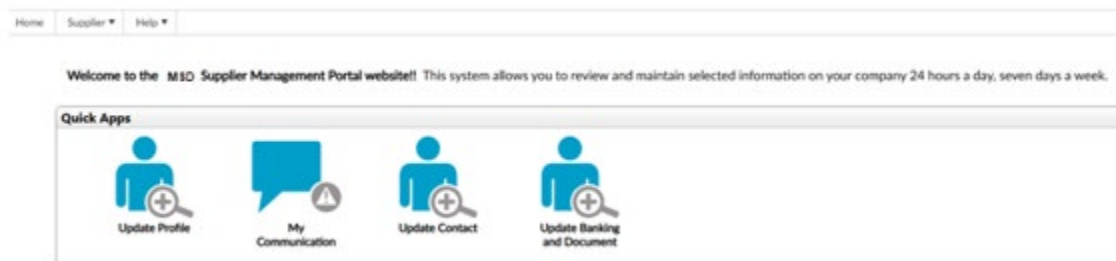 Home Supplier ▼ Help ▼
Welcome to the MSD Supplier Management Portal website!! This system allows you to review and maintain selected information on your company 24 hours a day, seven days a week.
Quick Apps
Update Profile
My
Communication
Update Contact
Update Banking
and Document